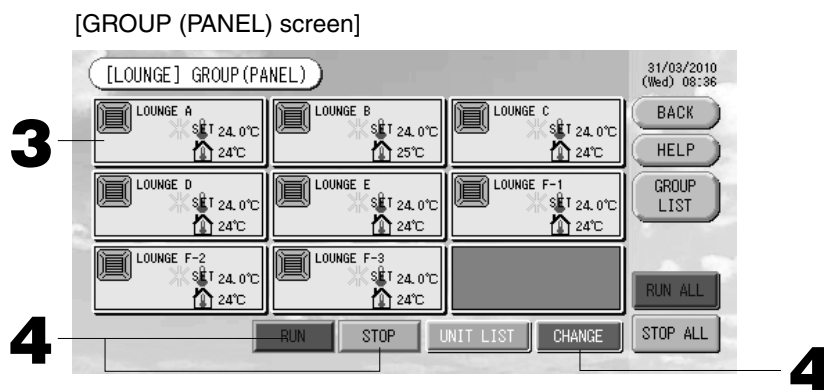 [GROUP (PANEL) screen]
[LOUNGE] GROUP(PANEL)
31/03/2010
(Wed) 08:36
3
LOUNGE A
SET 24.0°C
24°C
LOUNGE B
SET 24.0°C
25°C
LOUNGE C
SET 24.0°C
24°C
BACK
HELP
LOUNGE D
SET 24.0°C
24°C
LOUNGE E
SET 24.0°C
24°C
LOUNGE F-1
SET 24.0°C
24°C
GROUP
LIST
LOUNGE F-2
SET 24.0°C
24°C
LOUNGE F-3
SET 24.0°C
24°C
RUN ALL
4
RUN
STOP
UNIT LIST
CHANGE
STOP ALL
4